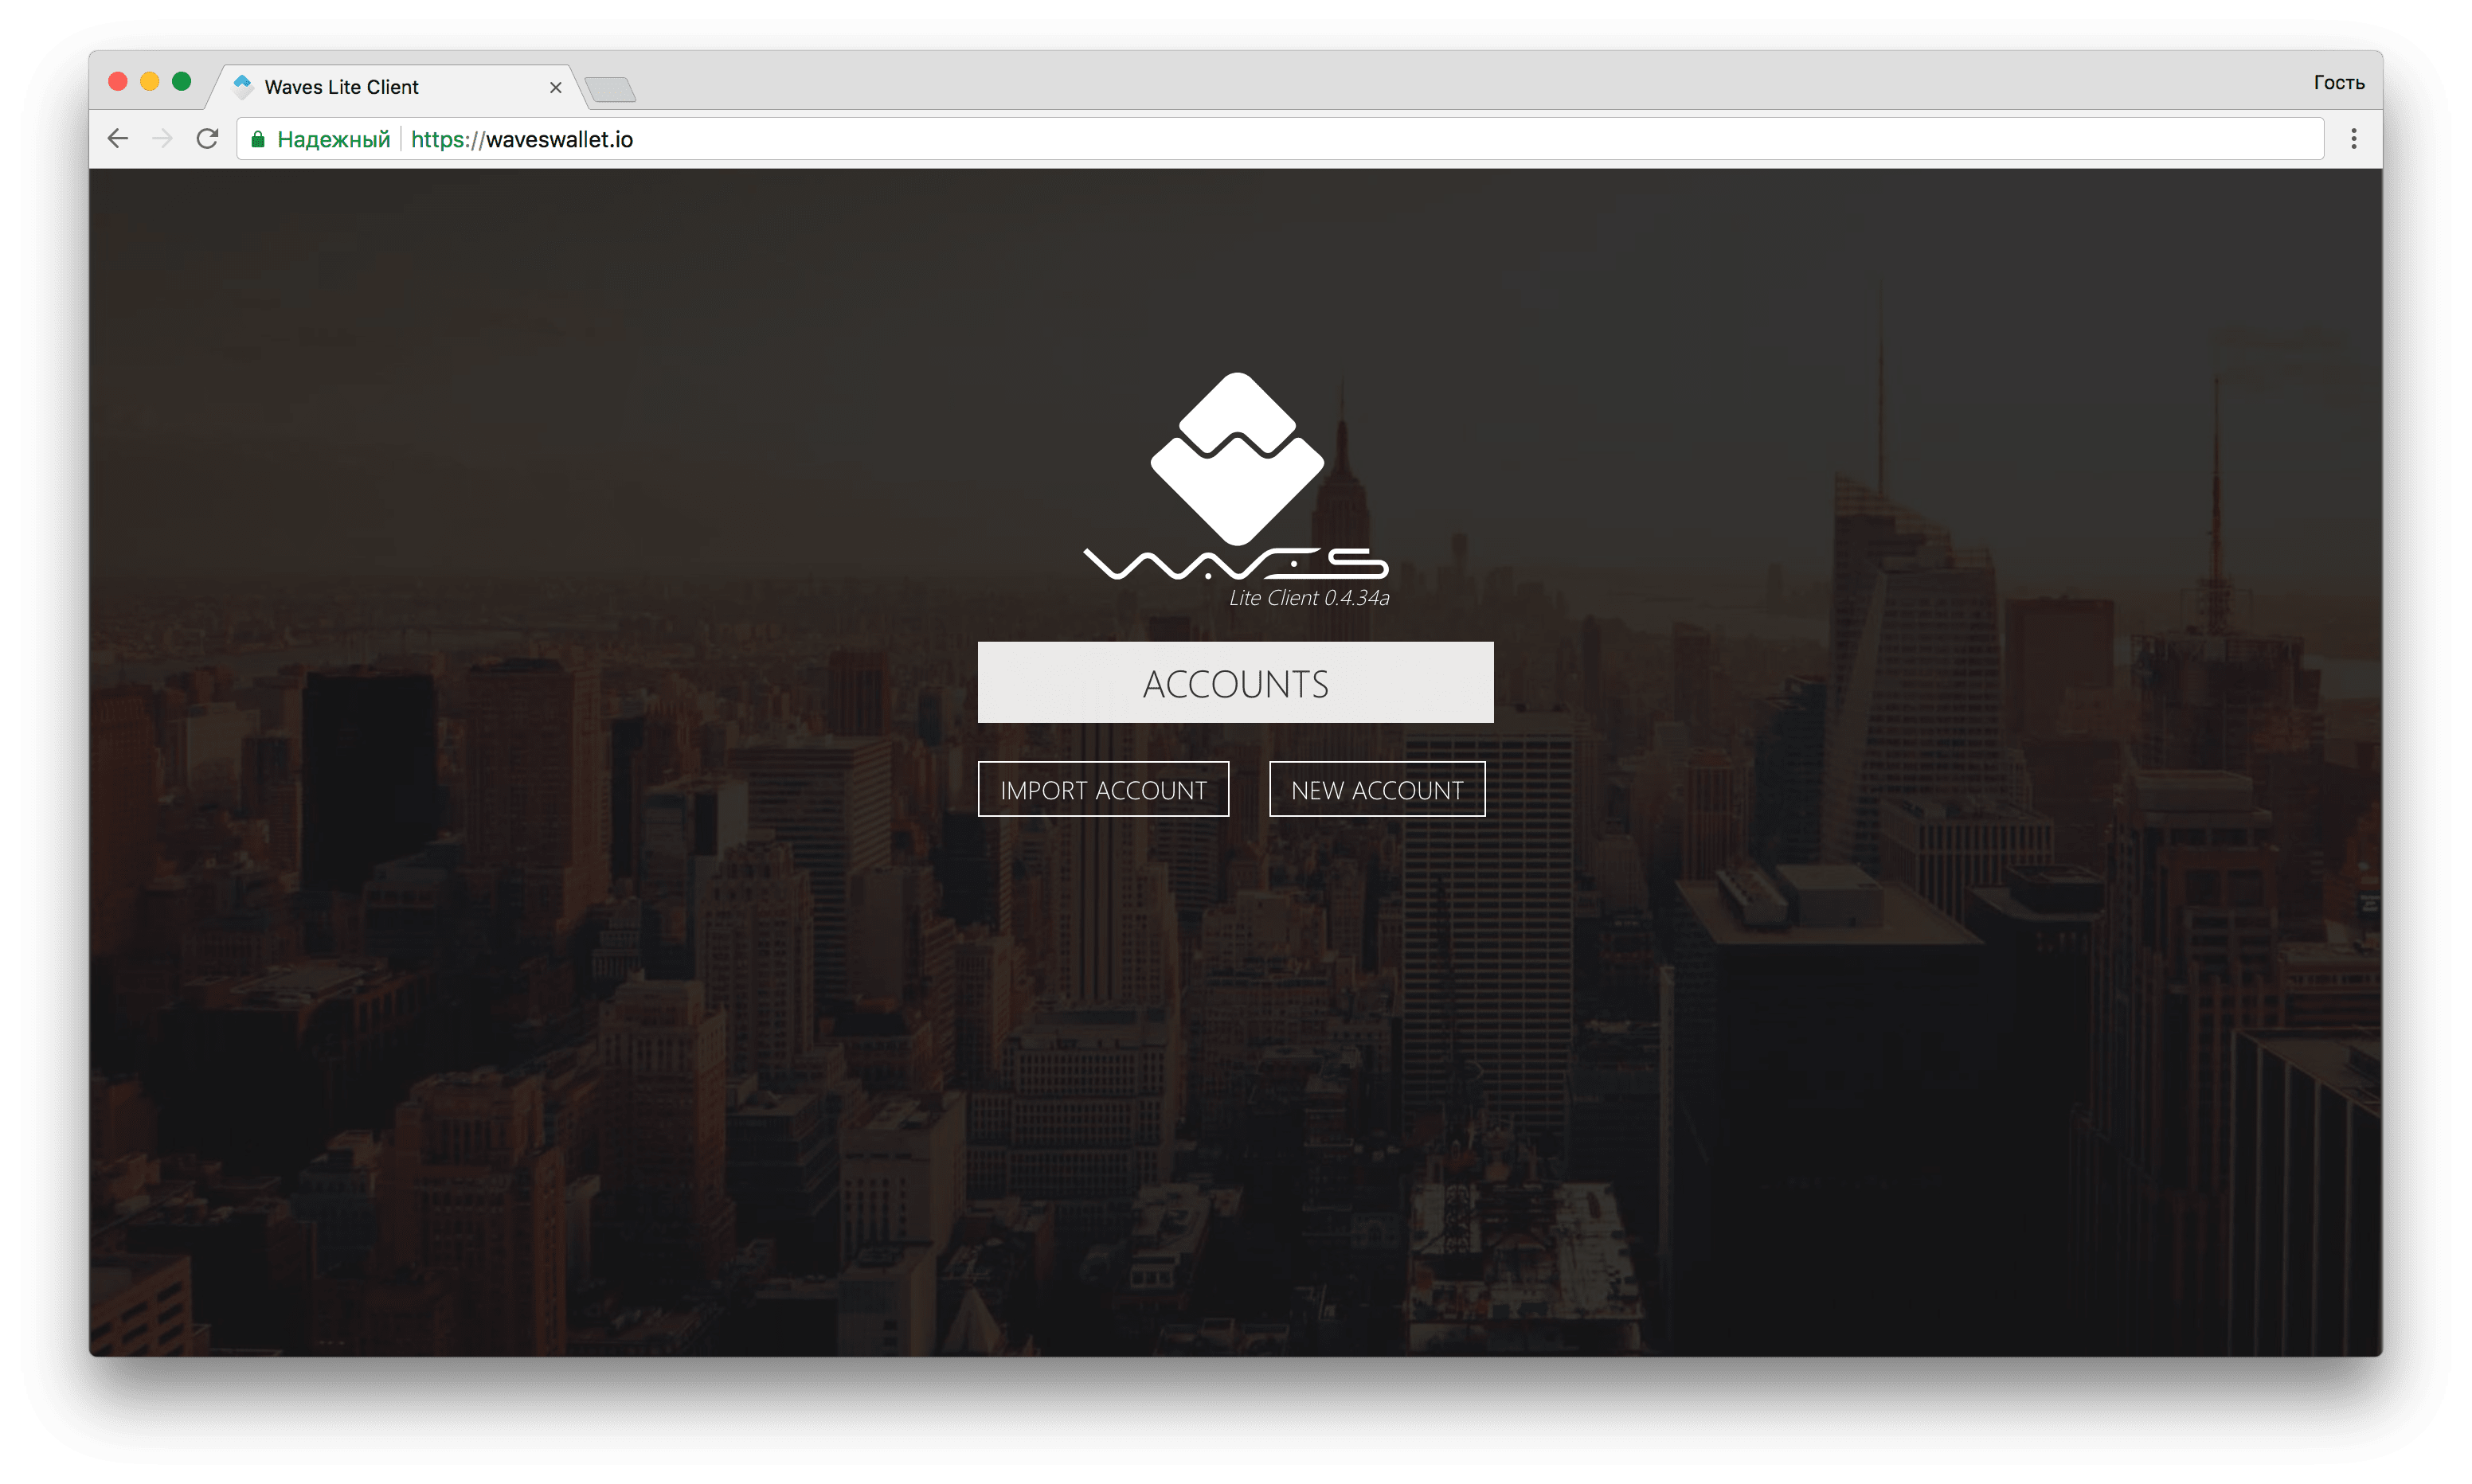 Waves Lite Client
Гость
Надежный https://waveswallet.io
WAVES
Lite Client 0.4.34a
ACCOUNTS
IMPORT ACCOUNT
NEW ACCOUNT